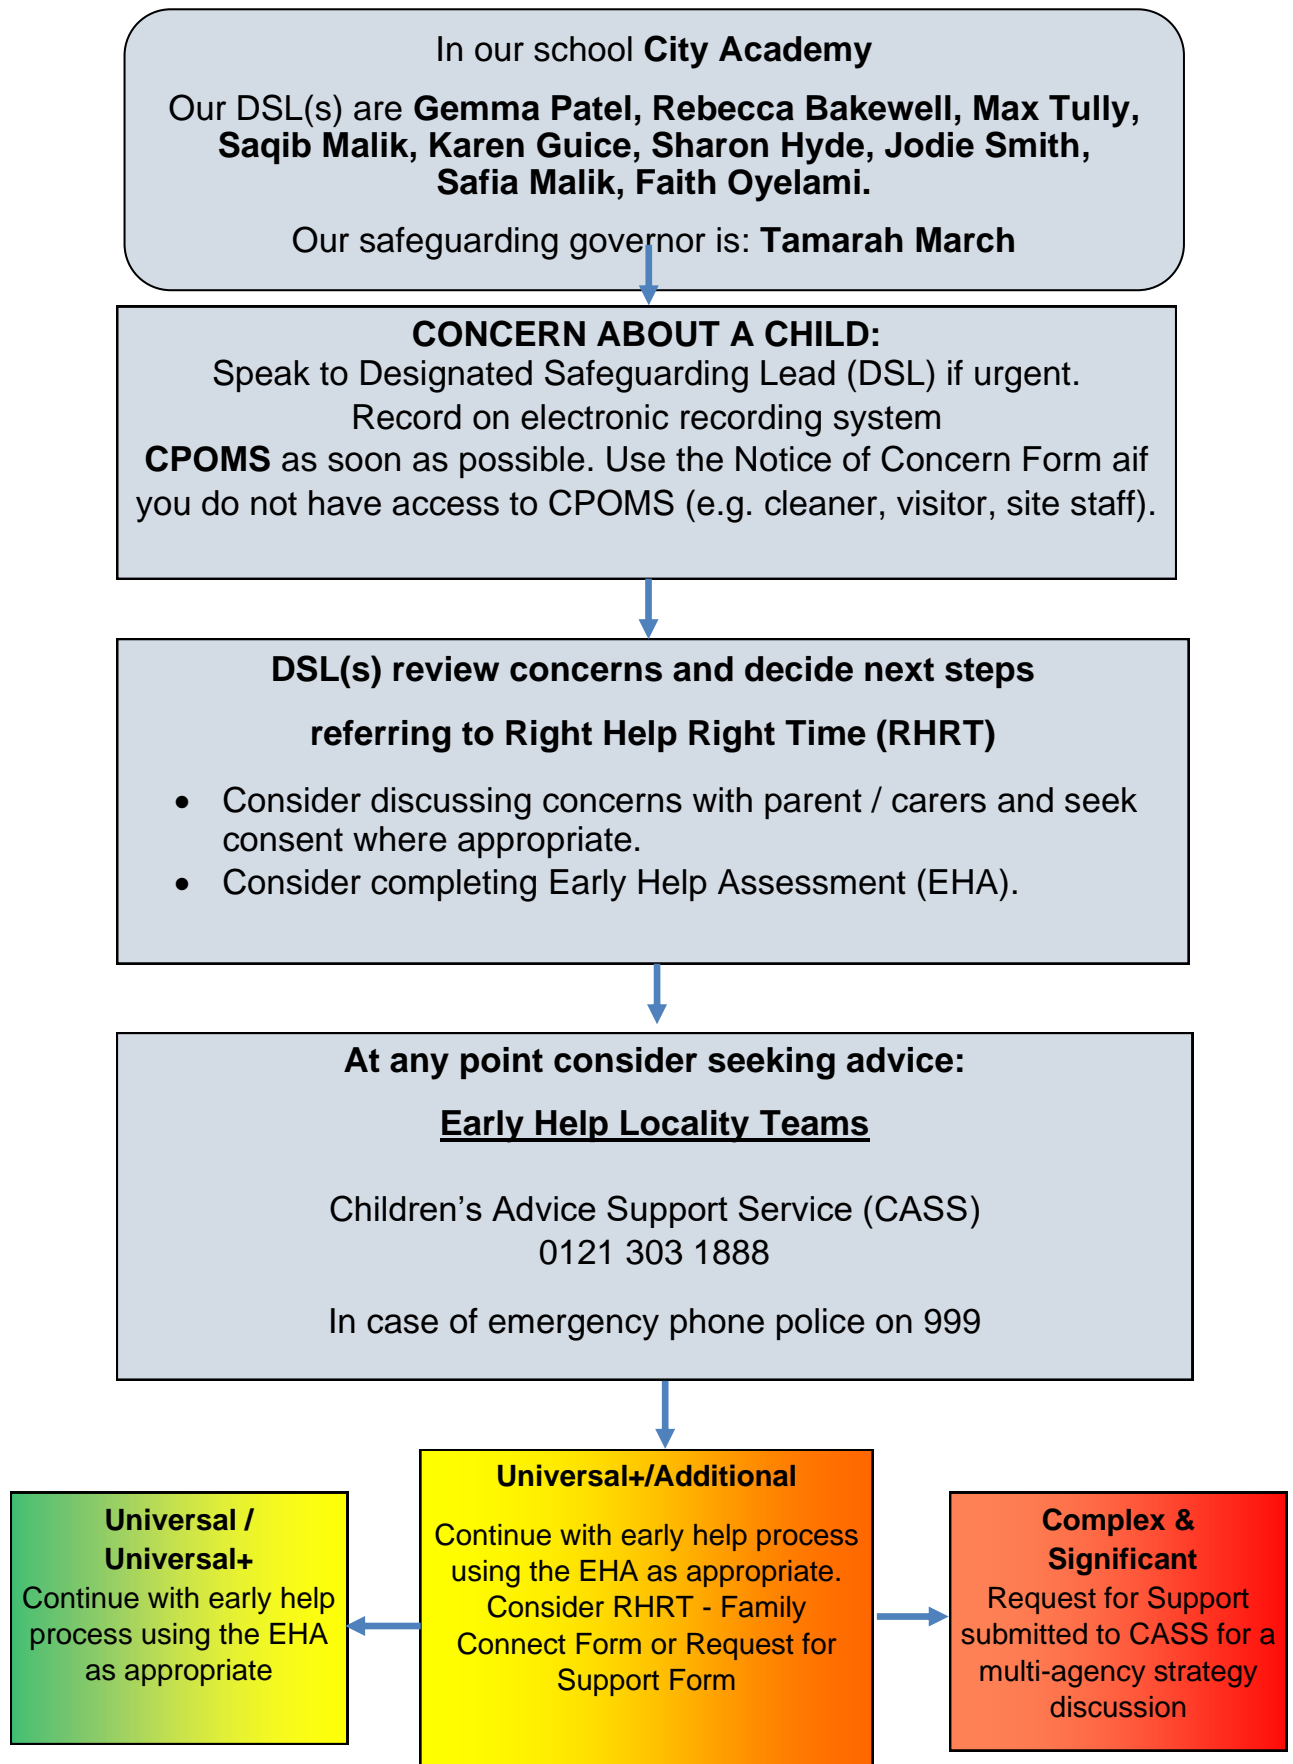 In our school City Academy
Our DSL(s) are Gemma Patel, Rebecca Bakewell, Max Tully,
Saqib Malik, Karen Guice, Sharon Hyde, Jodie Smith,
Safia Malik, Faith Oyelami.
Our safeguarding governor is: Tamarah March
CONCERN ABOUT A CHILD:
Speak to Designated Safeguarding Lead (DSL) if urgent.
Record on electronic recording system
CPOMS as soon as possible. Use the Notice of Concern Form aif
you do not have access to CPOMS (e.g. cleaner, visitor, site staff).
DSL(s) review concerns and decide next steps
referring to Right Help Right Time (RHRT)
• Consider discussing concerns with parent / carers and seek
consent where appropriate.
• Consider completing Early Help Assessment (EHA).
At any point consider seeking advice:
Early Help Locality Teams
Children’s Advice Support Service (CASS)
0121 303 1888
In case of emergency phone police on 999
Universal /
Universal+
Continue with early help
process using the EHA
as appropriate
Universal+/Additional
Continue with early help process
using the EHA as appropriate.
Consider RHRT - Family
Connect Form or Request for
Support Form
Complex &
Significant
Request for Support
submitted to CASS for a
multi-agency strategy
discussion